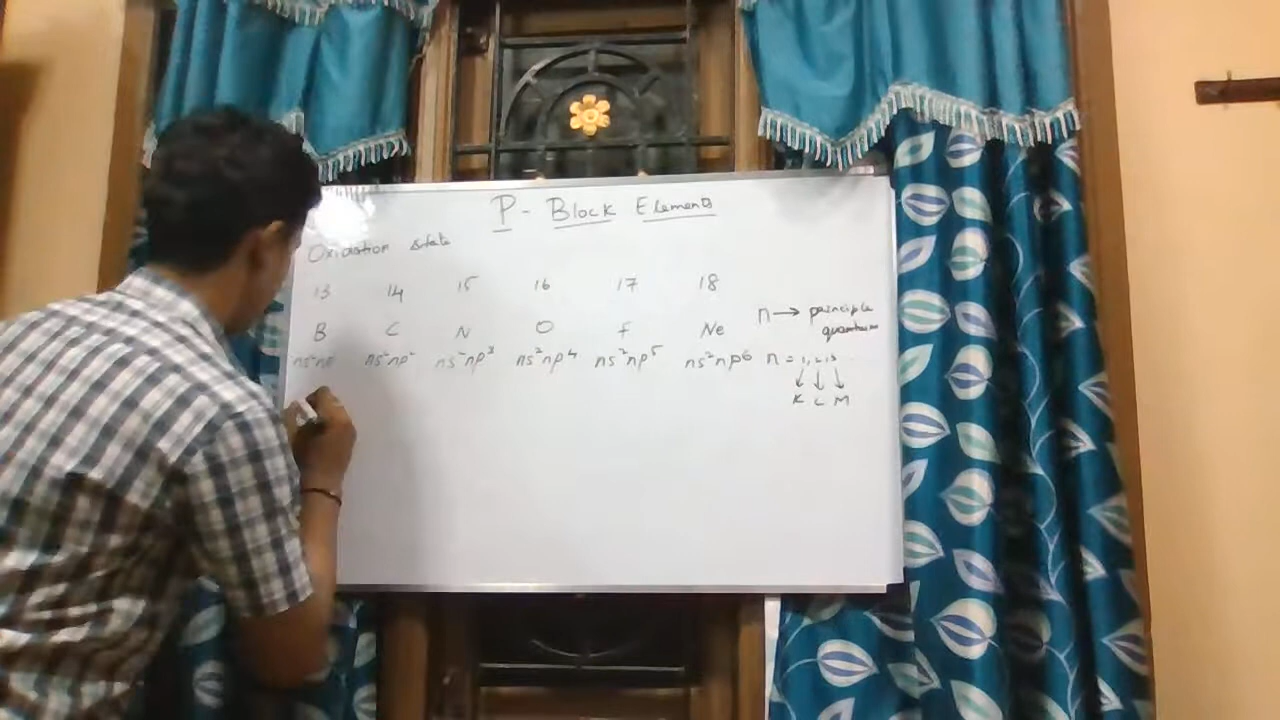 P - Block Elements
Oxidation state
13 14 15 16 17 18
B C N O F Ne
ns²np ns²np² ns²np³ ns²np⁴ ns²np⁵ ns²np⁶
n → principle
quantum
n = 1, 2, 3
K L M